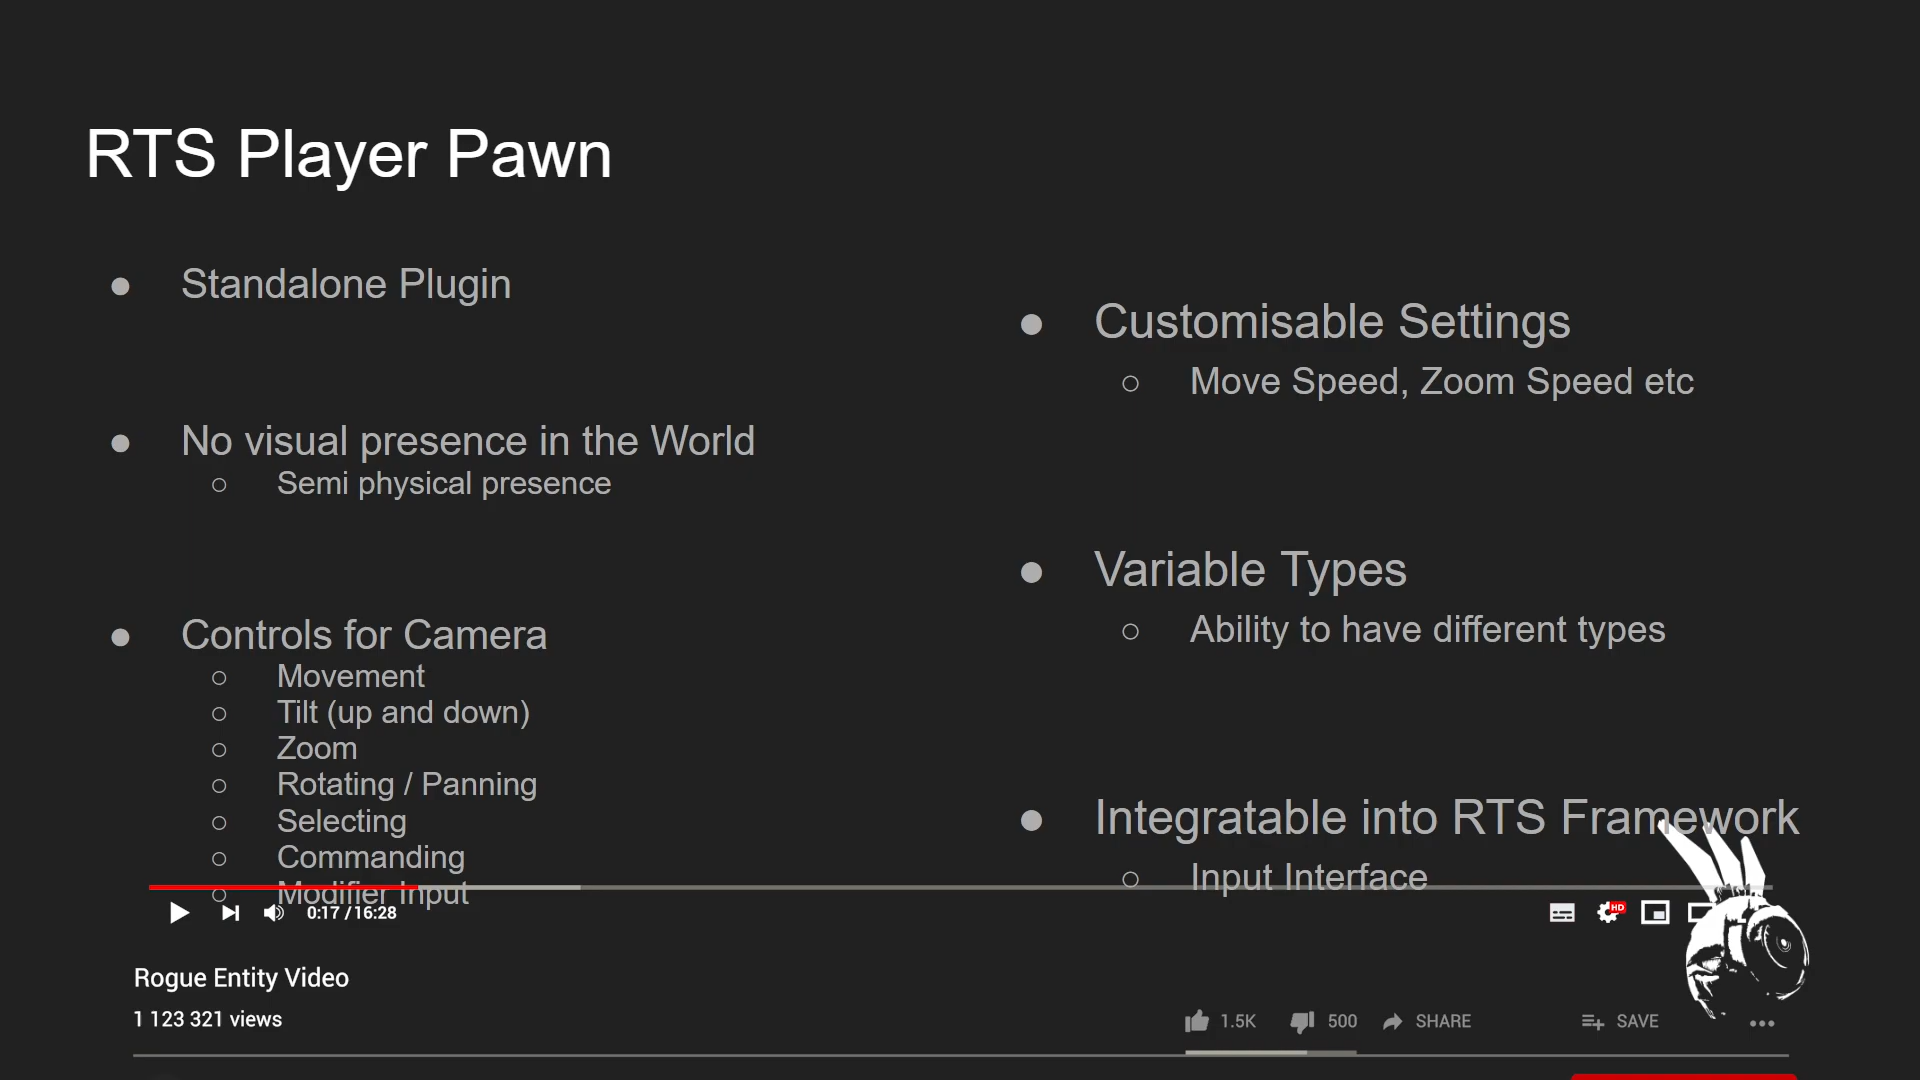 RTS Player Pawn
Standalone Plugin
No visual presence in the World
Semi physical presence
Controls for Camera
Movement
Tilt (up and down)
Zoom
Rotating / Panning
Selecting
Commanding
Modifier Input
Customisable Settings
Move Speed, Zoom Speed etc
Variable Types
Ability to have different types
Integratable into RTS Framework
Input Interface
0:17 / 16:28
HD
Rogue Entity Video
1 123 321 views
1.5K 500 SHARE SAVE